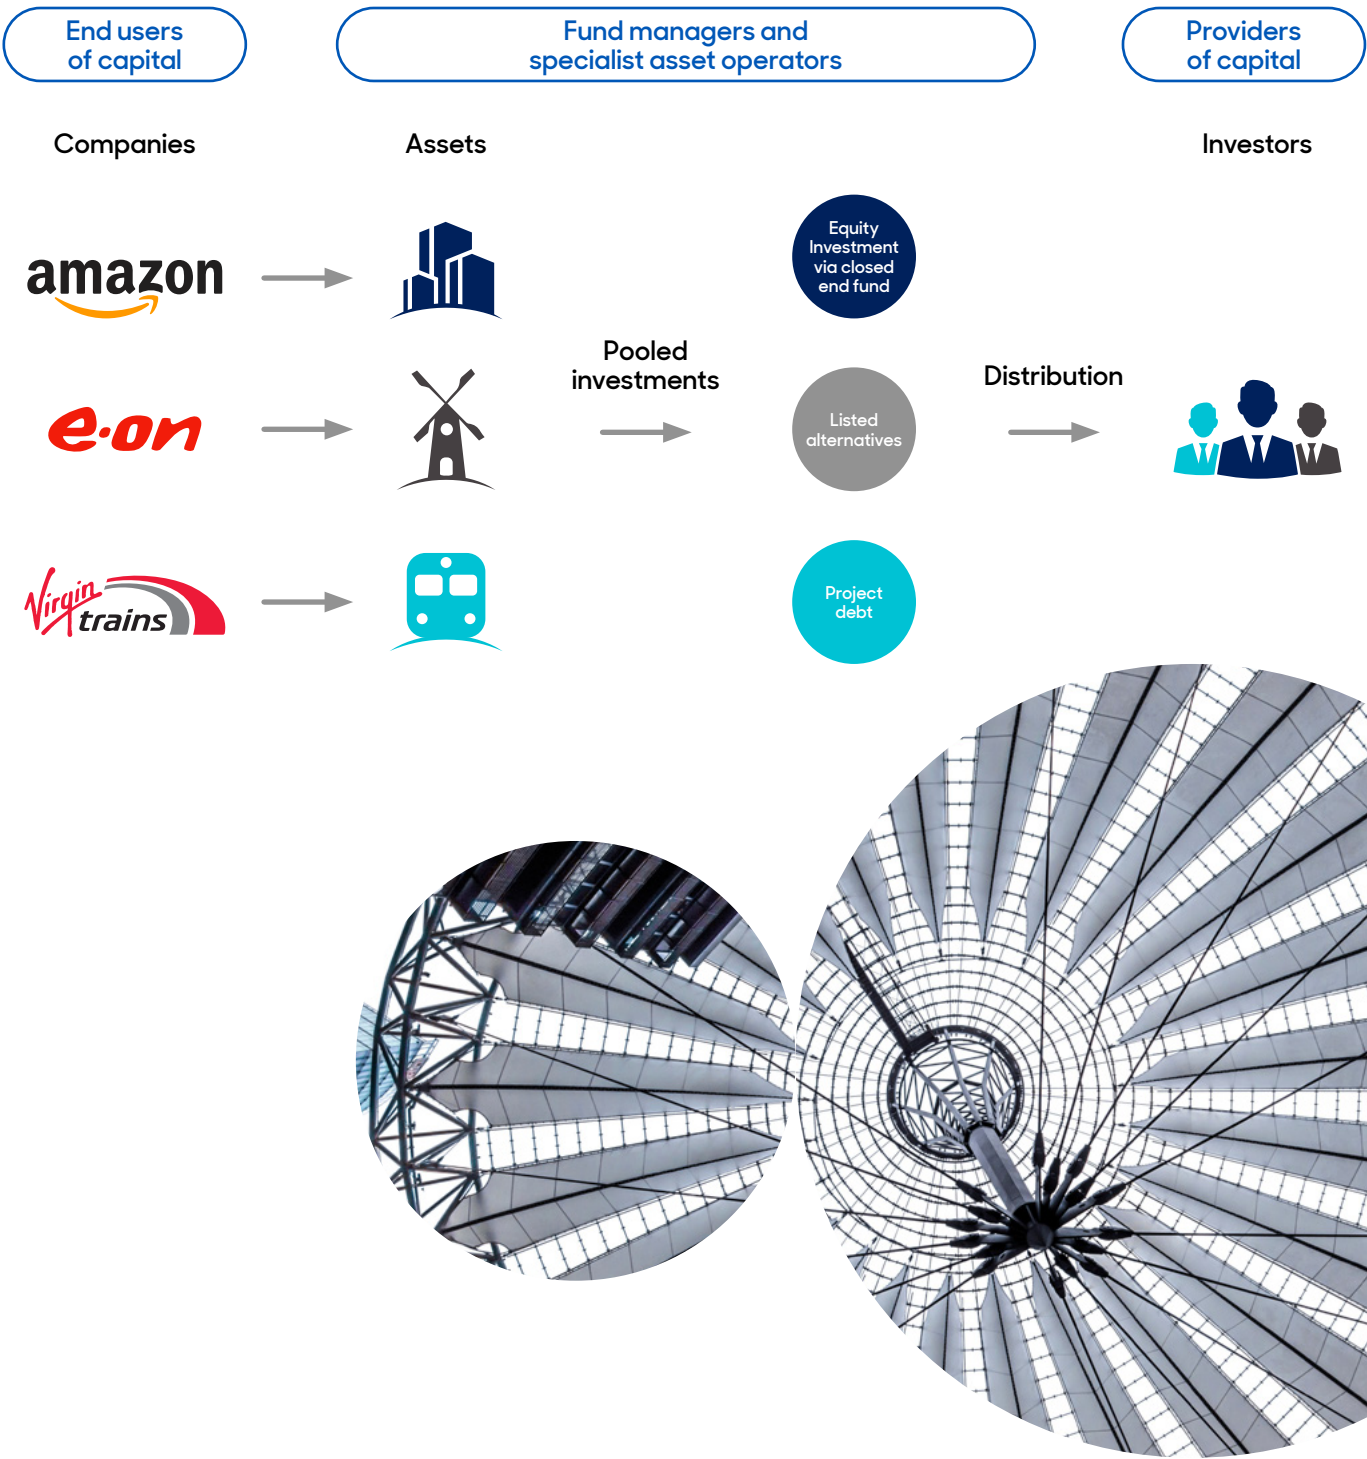 End users
of capital
Fund managers and
specialist asset operators
Providers
of capital
Companies
Assets
Investors
amazon
Equity
Investment
via closed
end fund
Pooled
investments
Distribution
e·on
Listed
alternatives
Virgin
trains
Project
debt